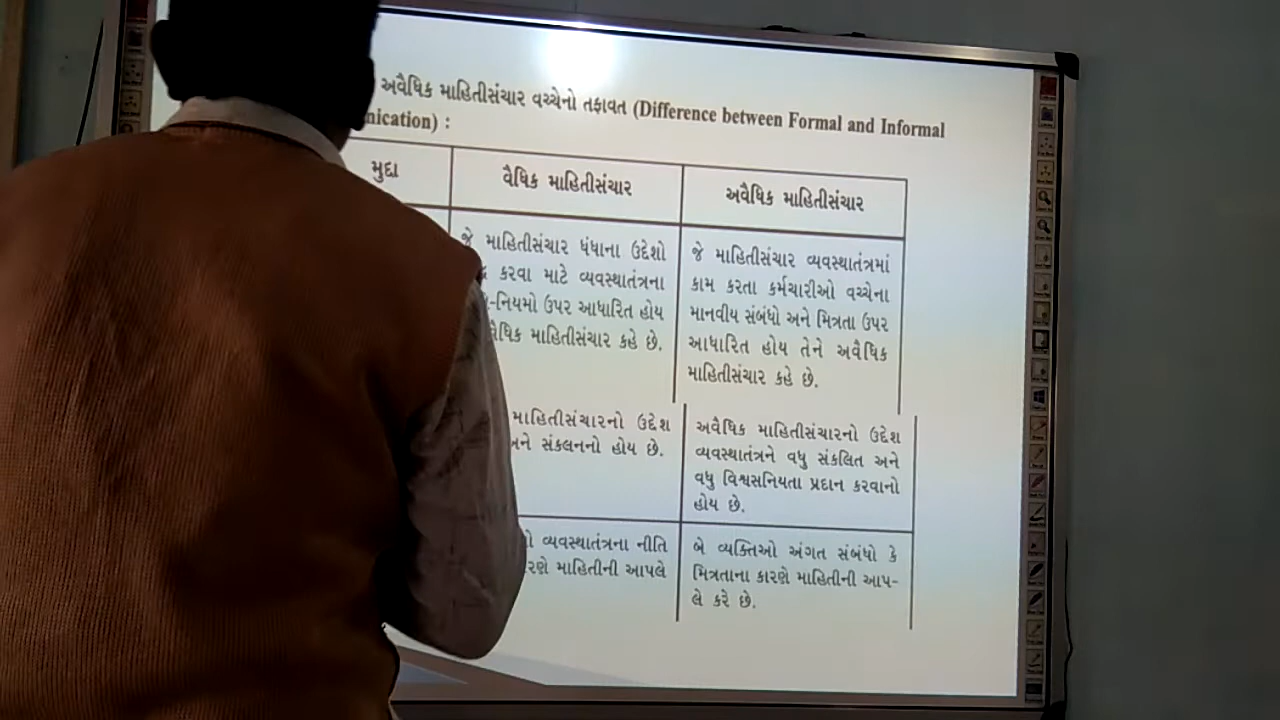 અવૈધિક માહિતીસંચાર વચ્ચેનો તફાવત (Difference between Formal and Informal
nication) :
મુદ્દા
વૈધિક માહિતીસંચાર
અવૈધિક માહિતીસંચાર
જે માહિતીસંચાર ધંધાના ઉદેશો
કરવા માટે વ્યવસ્થાતંત્રના
-નિયમો ઉપર આધારિત હોય
વૈધિક માહિતીસંચાર કહે છે.
જે માહિતીસંચાર વ્યવસ્થાતંત્રમાં
કામ કરતા કર્મચારીઓ વચ્ચેના
માનવીય સંબંધો અને મિત્રતા ઉપર
આધારિત હોય તેને અવૈધિક
માહિતીસંચાર કહે છે.
માહિતીસંચારનો ઉદેશ
અને સંકલનનો હોય છે.
અવૈધિક માહિતીસંચારનો ઉદેશ
વ્યવસ્થાતંત્રને વધુ સંકલિત અને
વધુ વિશ્વસનિયતા પ્રદાન કરવાનો
હોય છે.
વ્યવસ્થાતંત્રના નીતિ
માહિતીની આપલે
બે વ્યક્તિઓ અંગત સંબંધો કે
મિત્રતાના કારણે માહિતીની આપ-
લે કરે છે.